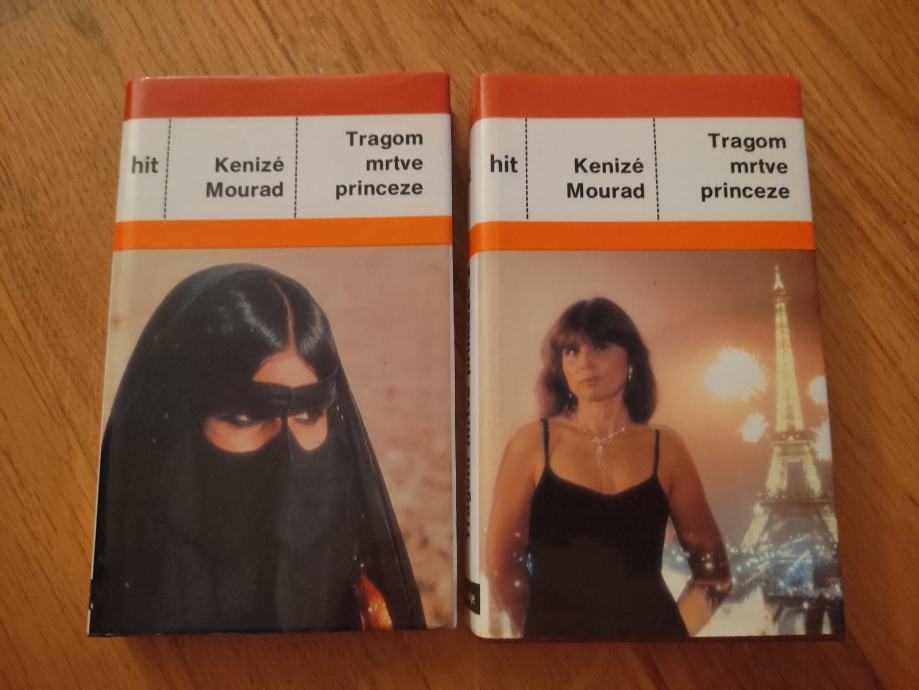 hit
Kenizé
Mourad
Tragom
mrtve
princeze
hit
Kenizé
Mourad
Tragom
mrtve
princeze